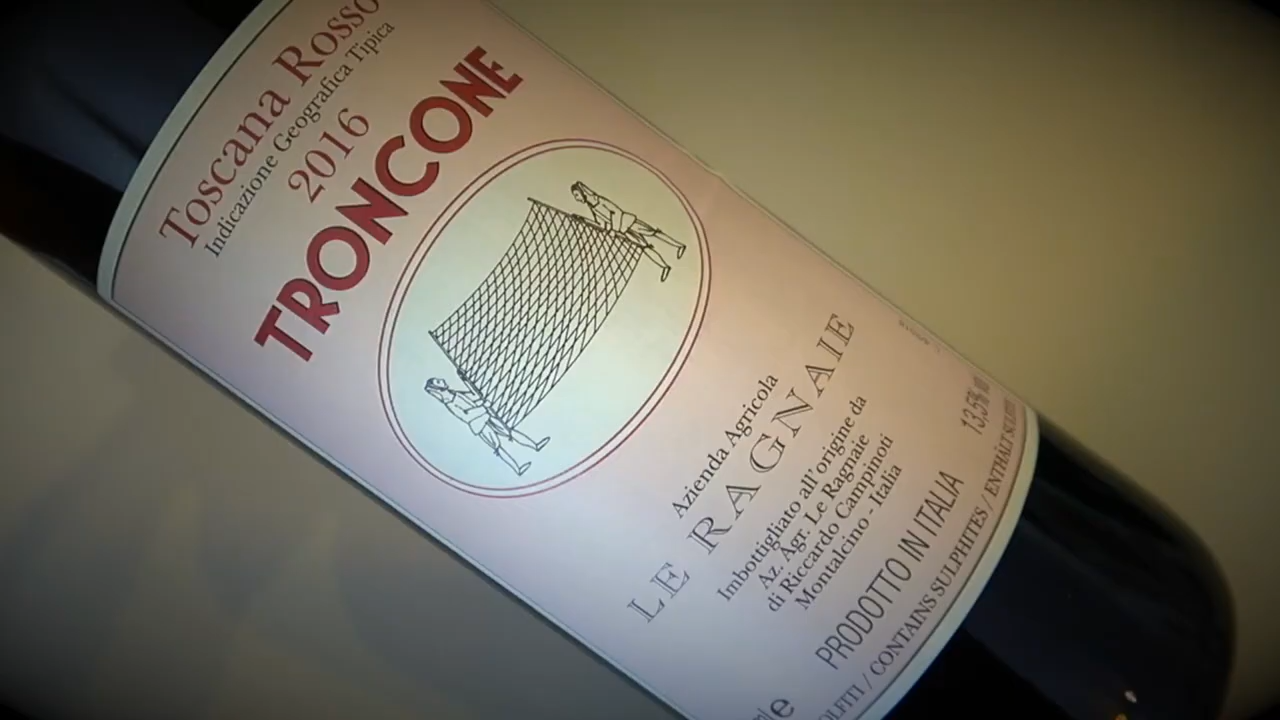 Toscana Rosso
Indicazione Geografica Tipica
2016
TRONCONE
Azienda Agricola
LE RAGNAIE
Imbottigliato all'origine da
Az. Agr. Le Ragnaie
di Riccardo Campinoti
Montalcino - Italia
13,5% vol
PRODOTTO IN ITALIA
e
/ CONTAINS SULPHITES / ENTHÄLT